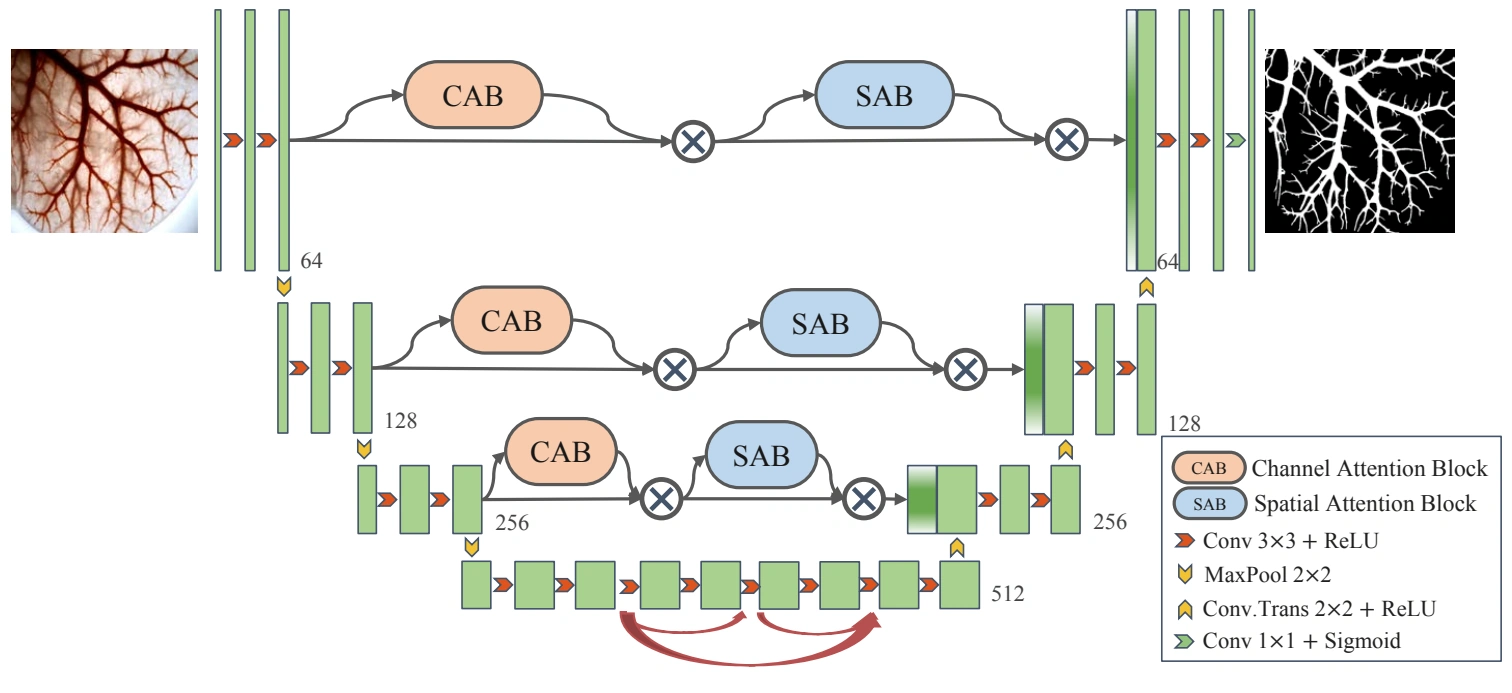 CAB
SAB
64
64
CAB
SAB
128
128
CAB
SAB
256
256
512
CAB Channel Attention Block
SAB Spatial Attention Block
Conv 3×3 + ReLU
MaxPool 2×2
Conv.Trans 2×2 + ReLU
Conv 1×1 + Sigmoid